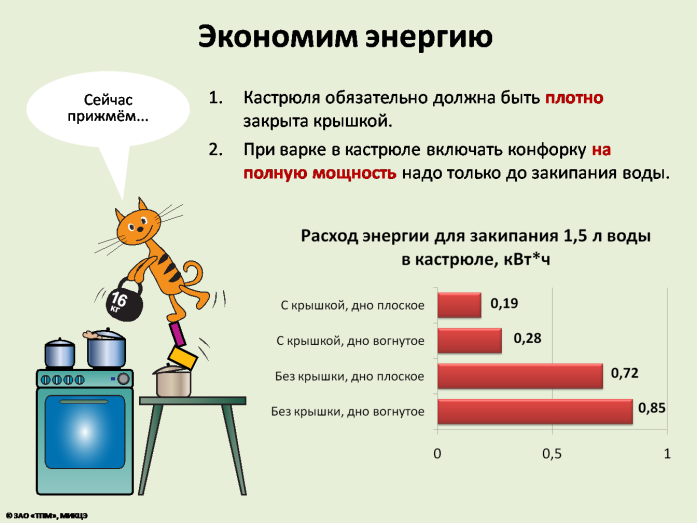 Экономим энергию
Сейчас
прижмём...
1. Кастрюля обязательно должна быть плотно
закрыта крышкой.
2. При варке в кастрюле включать конфорку на
полную мощность надо только до закипания воды.
16
кг
Расход энергии для закипания 1,5 л воды
в кастрюле, кВт*ч
С крышкой, дно плоское 0,19
С крышкой, дно вогнутое 0,28
Без крышки, дно плоское 0,72
Без крышки, дно вогнутое 0,85
0 0,5 1
© ЗАО «ТПМ», МИКЦЭ